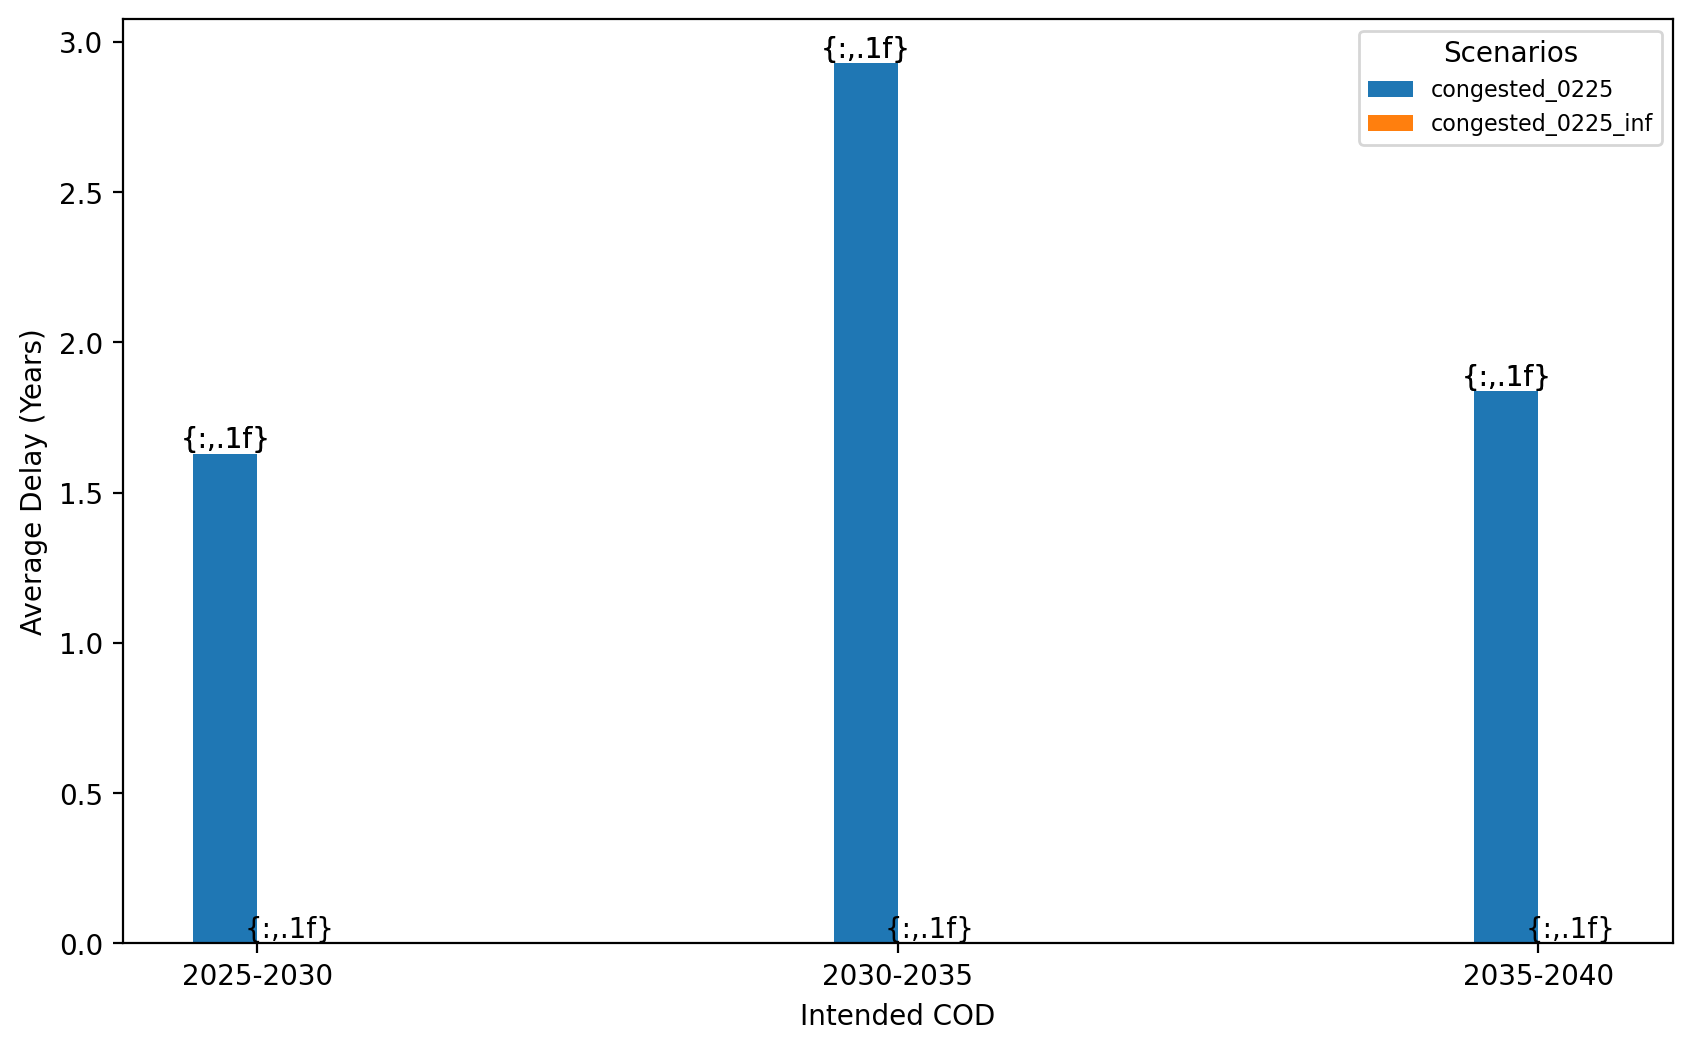 Scenarios
congested_0225
congested_0225_inf
Average Delay (Years)
3.0
2.5
2.0
1.5
1.0
0.5
0.0
{:,.1f}
{:,.1f}
{:,.1f}
{:,.1f}
{:,.1f}
{:,.1f}
2025-2030
2030-2035
2035-2040
Intended COD